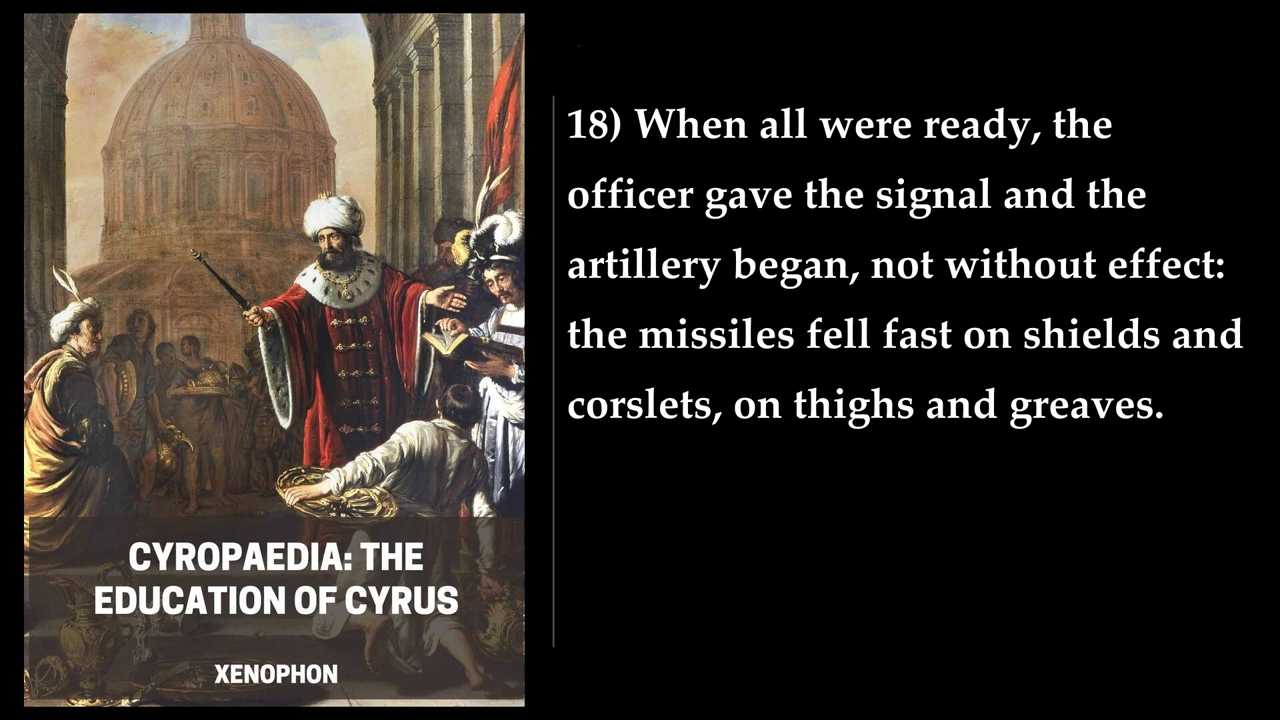 18) When all were ready, the
officer gave the signal and the
artillery began, not without effect:
the missiles fell fast on shields and
corslets, on thighs and greaves.
CYROPAEDIA: THE
EDUCATION OF CYRUS
XENOPHON